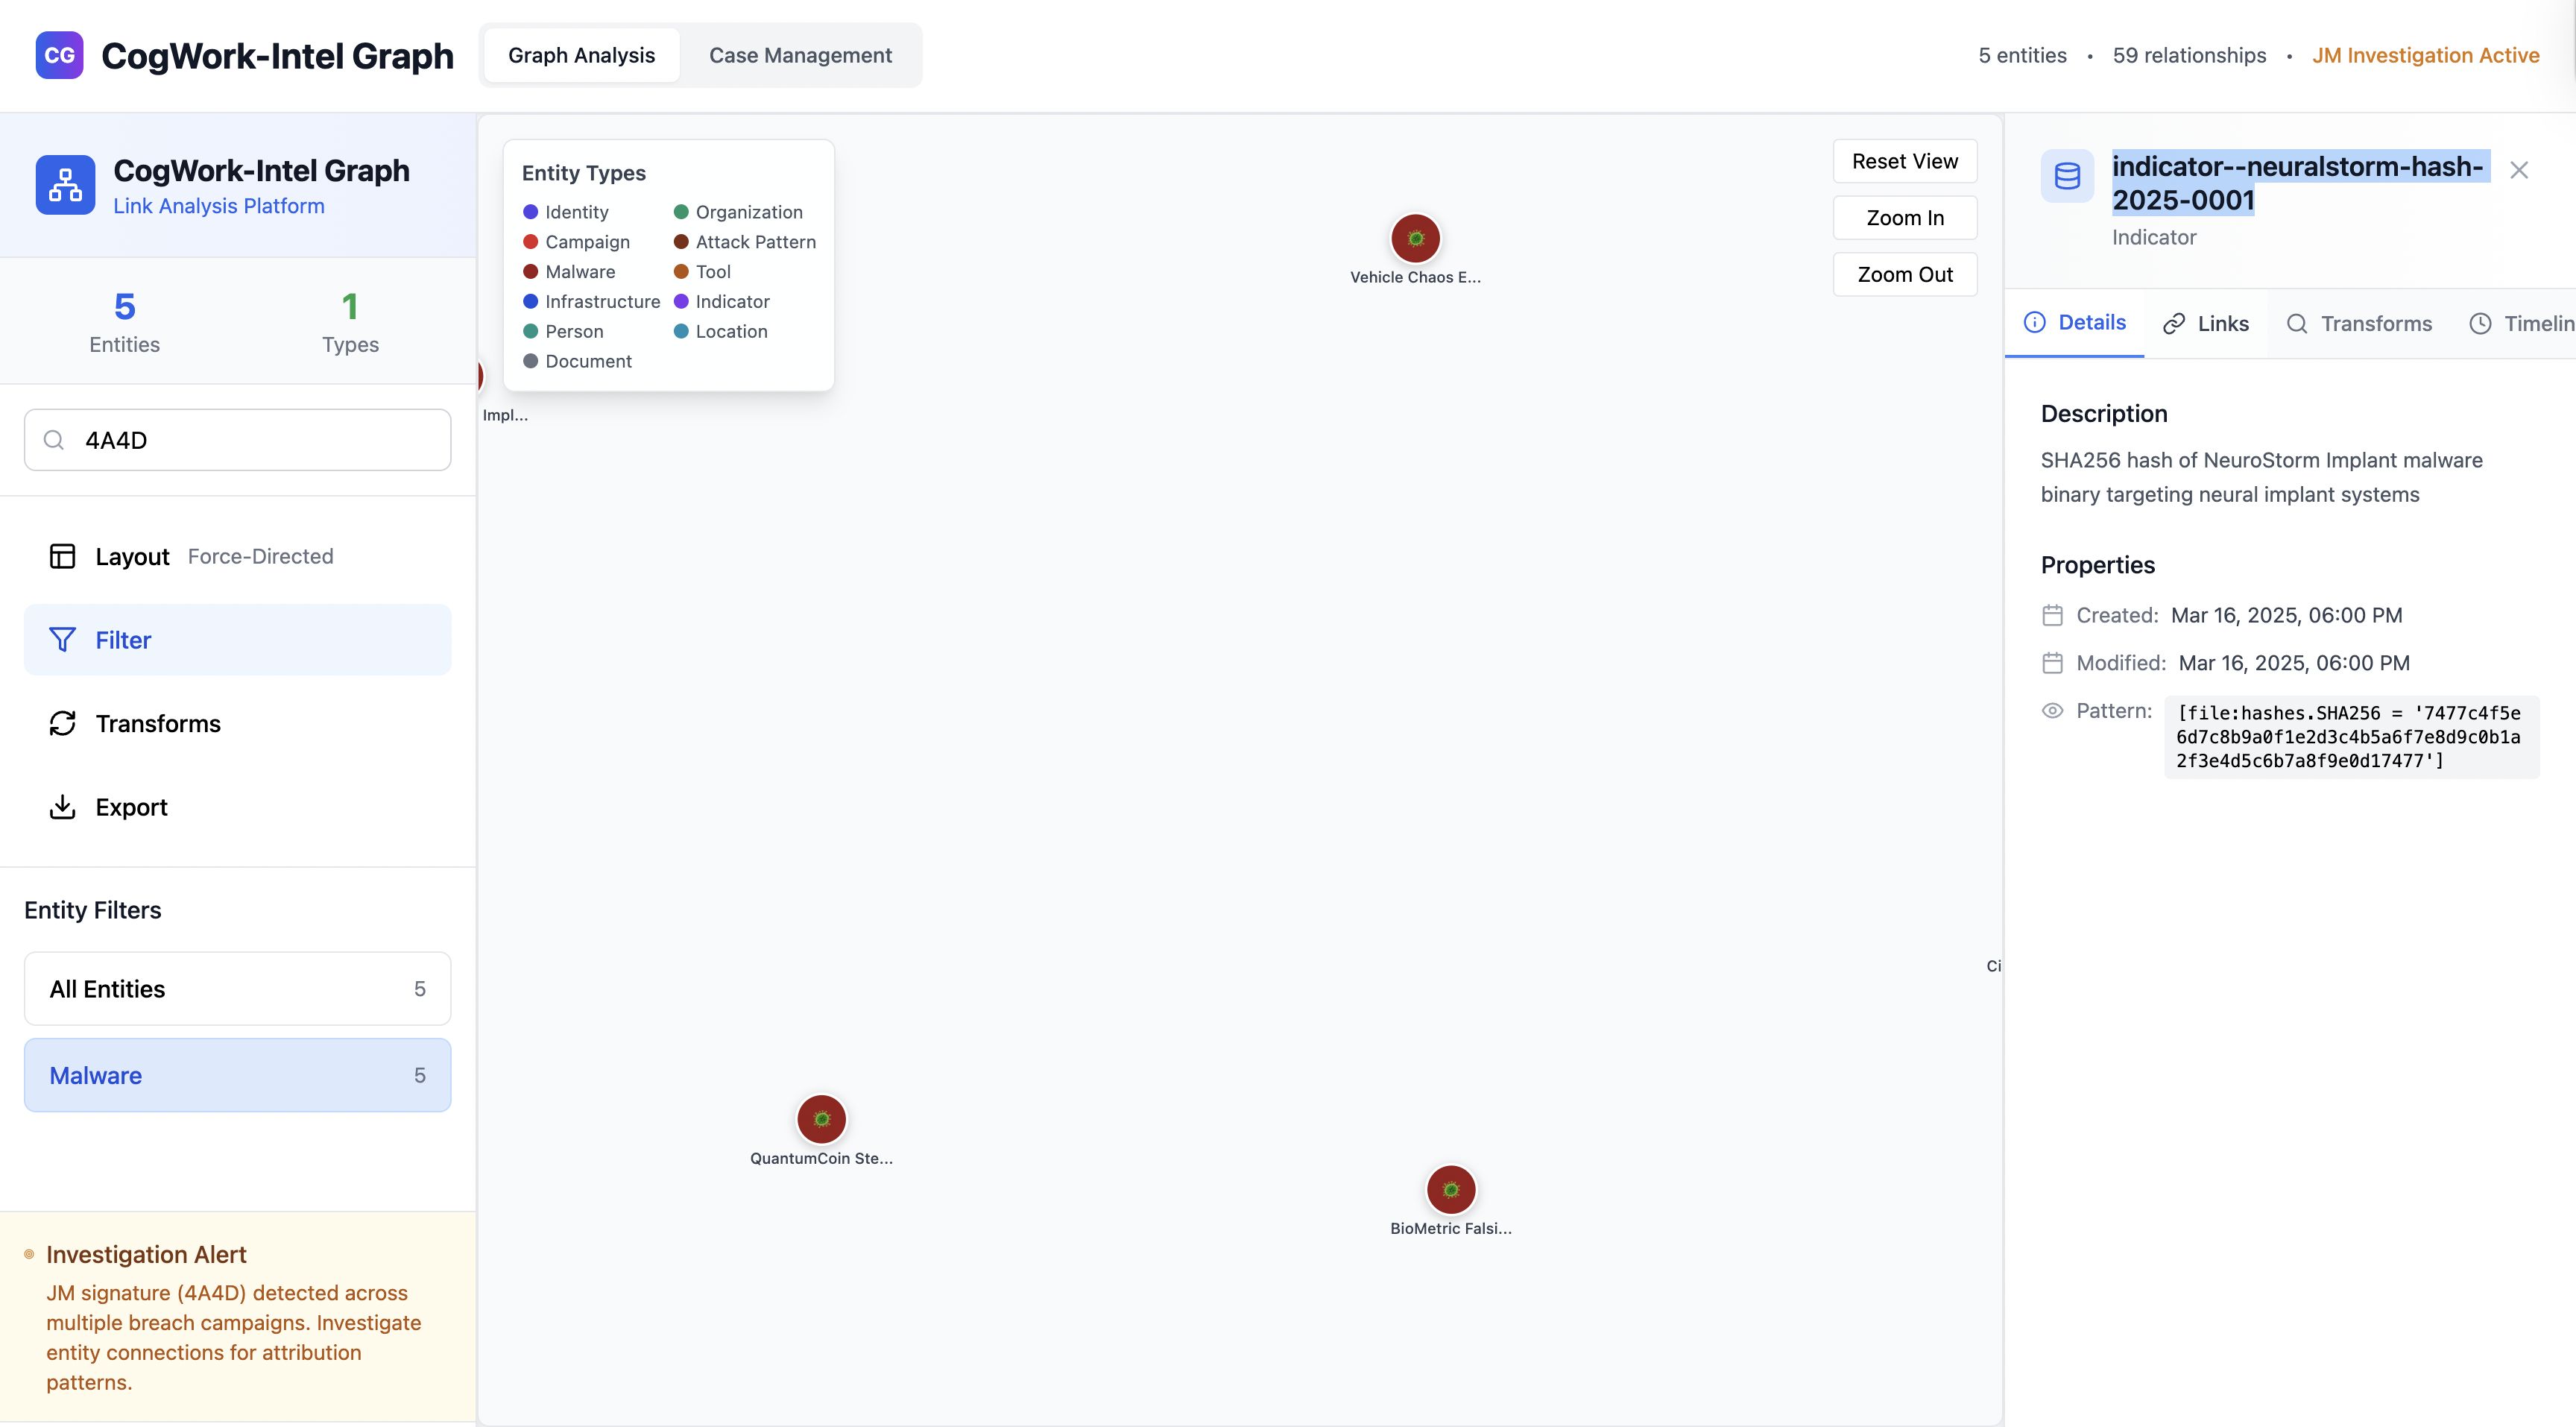 CG
CogWork-Intel Graph
Graph Analysis
Case Management
5 entities • 59 relationships • JM Investigation Active
CogWork-Intel Graph
Link Analysis Platform
5
Entities
1
Types
4A4D
Layout Force-Directed
Filter
Transforms
Export
Entity Filters
All Entities 5
Malware 5
Investigation Alert
JM signature (4A4D) detected across
multiple breach campaigns. Investigate
entity connections for attribution
patterns.
Entity Types
Identity
Organization
Campaign
Attack Pattern
Malware
Tool
Infrastructure
Indicator
Person
Location
Document
Reset View
Zoom In
Zoom Out
Vehicle Chaos E...
Impl...
Ci
QuantumCoin Ste...
BioMetric Falsi...
indicator--neuralstorm-hash-
2025-0001
Indicator
Details
Links
Transforms
Timelin
Description
SHA256 hash of NeuroStorm Implant malware
binary targeting neural implant systems
Properties
Created: Mar 16, 2025, 06:00 PM
Modified: Mar 16, 2025, 06:00 PM
Pattern:
[file:hashes.SHA256 = '7477c4f5e
6d7c8b9a0f1e2d3c4b5a6f7e8d9c0b1a
2f3e4d5c6b7a8f9e0d17477']